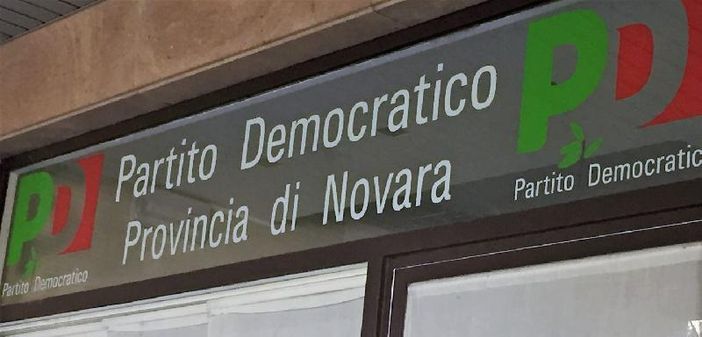 PD
Partito Democratico
Partito Democratico
Provincia di Novara
PD
Partito Democratico